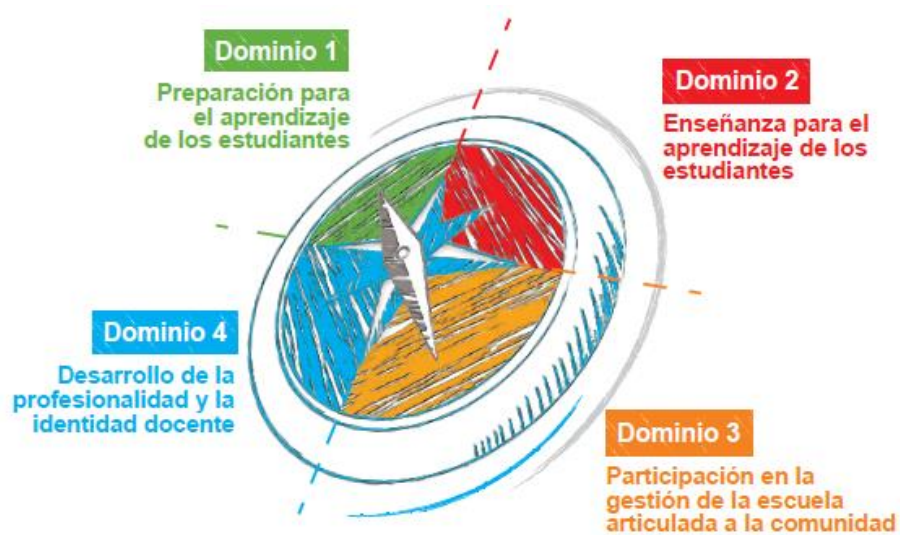 Dominio 1
Preparación para
el aprendizaje
de los estudiantes
Dominio 2
Enseñanza para el
aprendizaje de los
estudiantes
Dominio 4
Desarrollo de la
profesionalidad y la
identidad docente
Dominio 3
Participación en la
gestión de la escuela
articulada a la comunidad